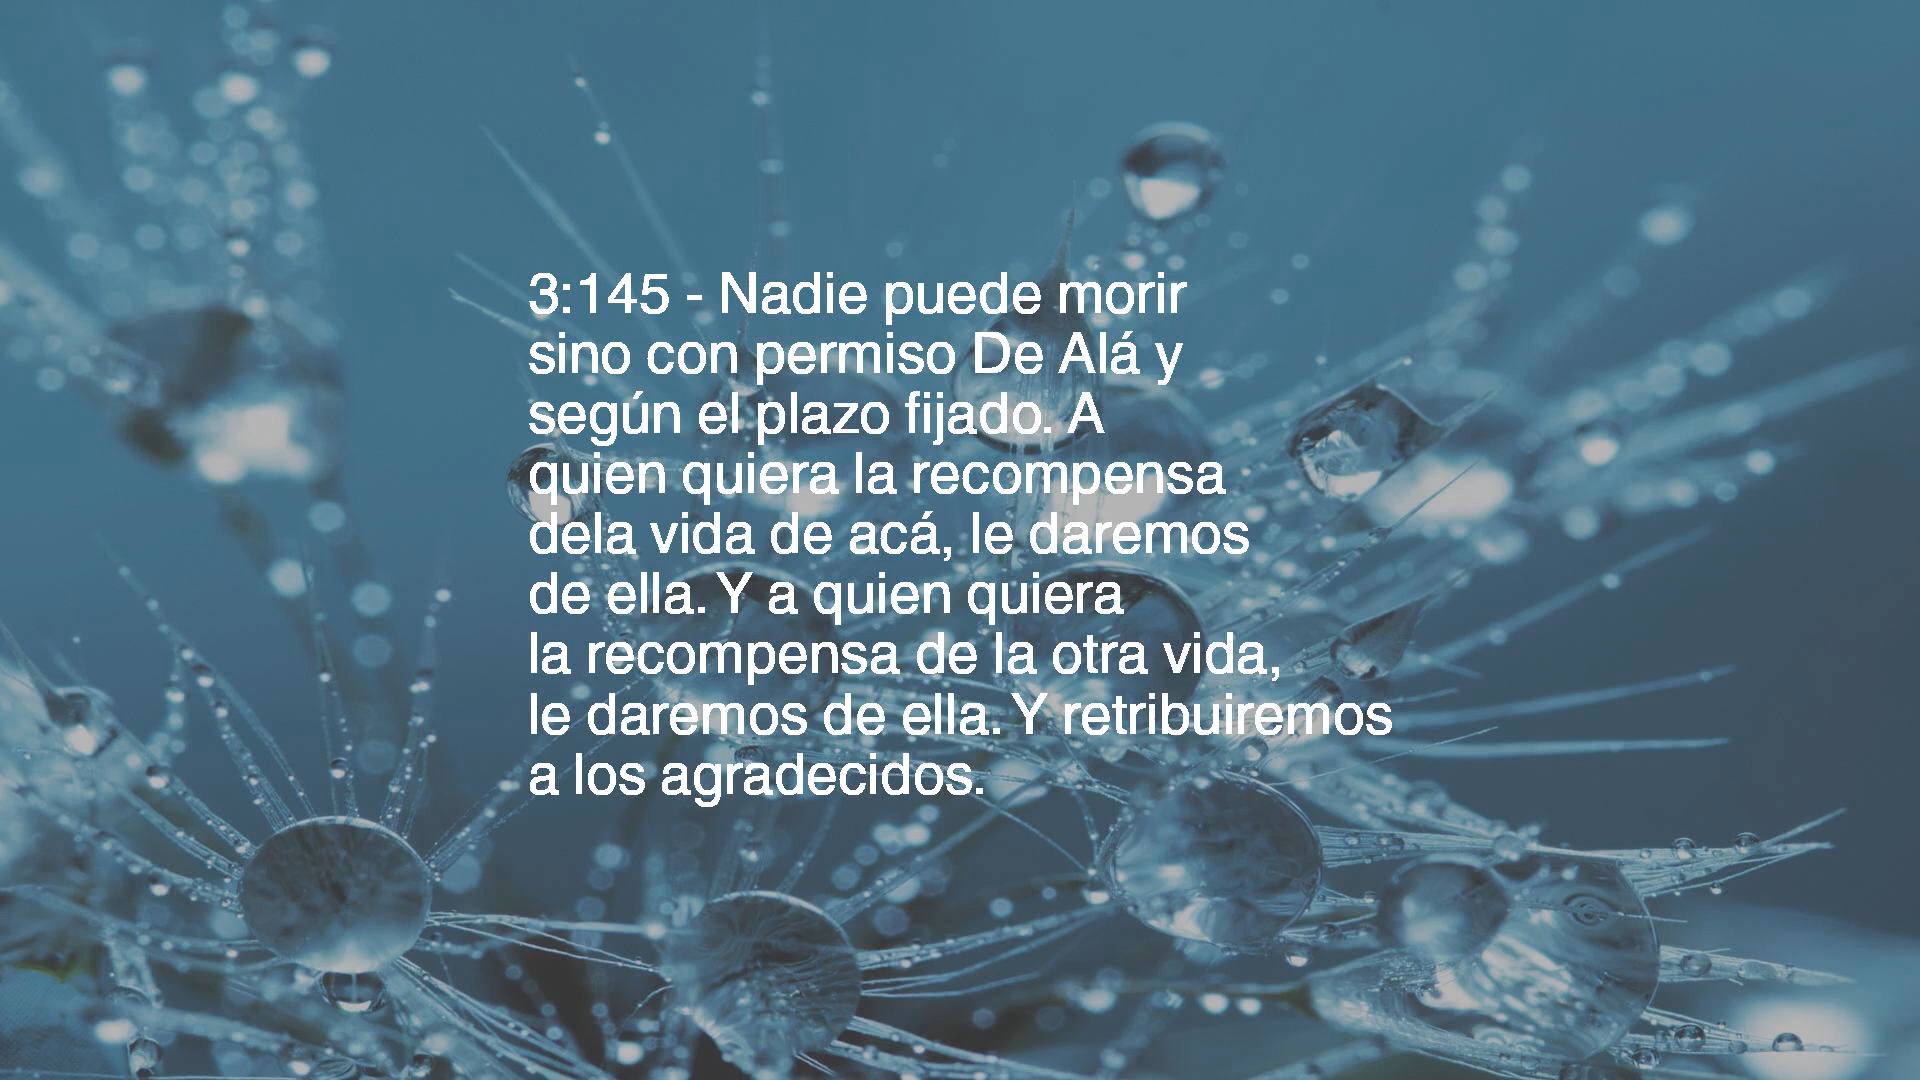 3:145 - Nadie puede morir
sino con permiso De Alá y
según el plazo fijado. A
quien quiera la recompensa
dela vida de acá, le daremos
de ella. Y a quien quiera
la recompensa de la otra vida,
le daremos de ella. Y retribuiremos
a los agradecidos.